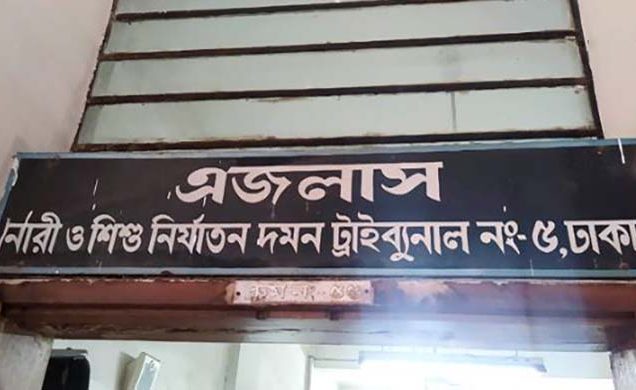 এজলাস
নারী ও শিশু নির্যাতন দমন ট্রাইব্যুনাল নং- ৫, ঢাকা